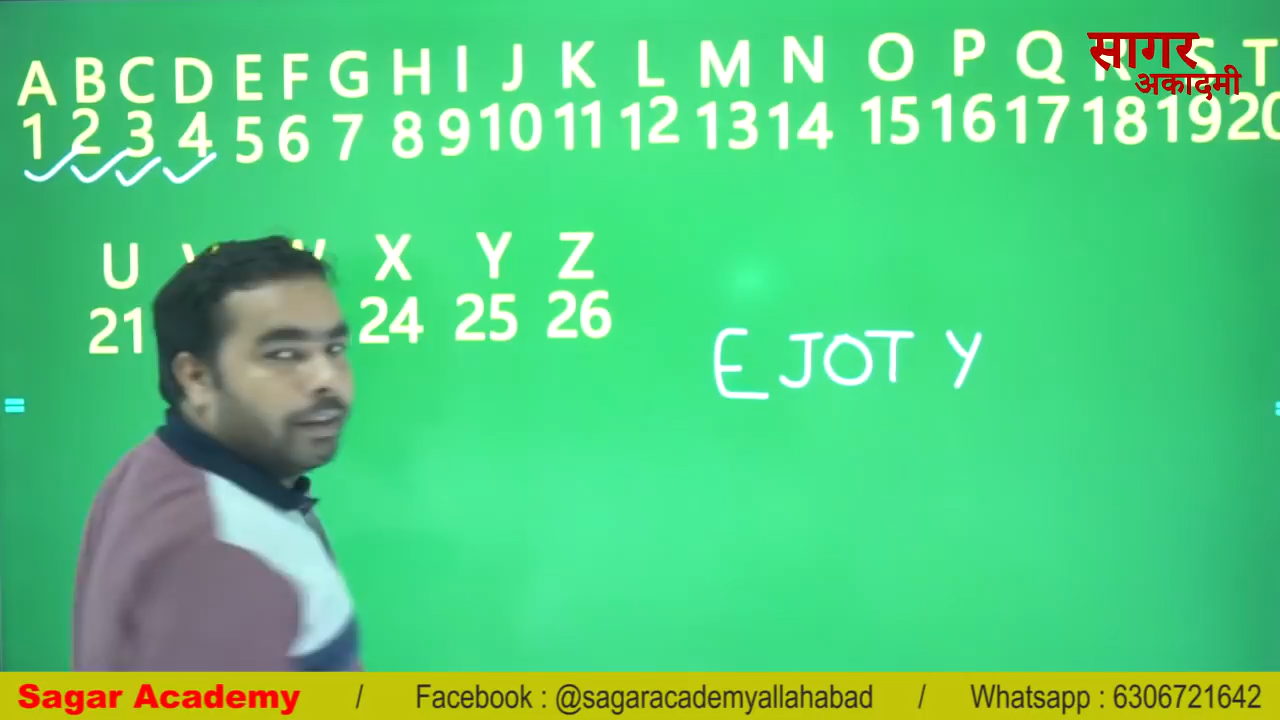 A B C D E F G H I J K L M N O P Q R S T
1 2 3 4 5 6 7 8 9 10 11 12 13 14 15 16 17 18 19 20
सागर
अकादमी
U X Y Z
21 24 25 26
E J O T Y
Sagar Academy / Facebook : @sagaracademyallahabad / Whatsapp : 6306721642